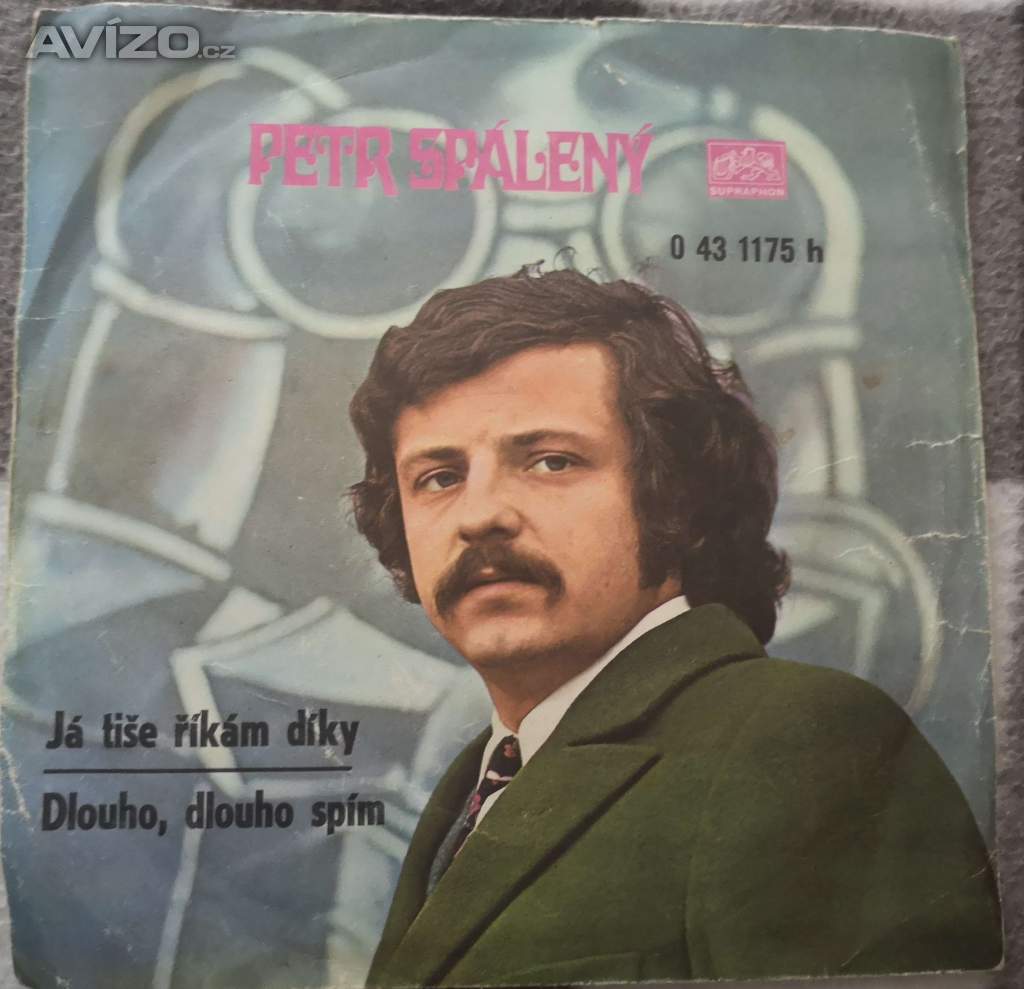 AVÍZO.cz
PETR SPÁLENÝ
SUPRAPHON
0 43 1175 h
Já tiše říkám díky
Dlouho, dlouho spím